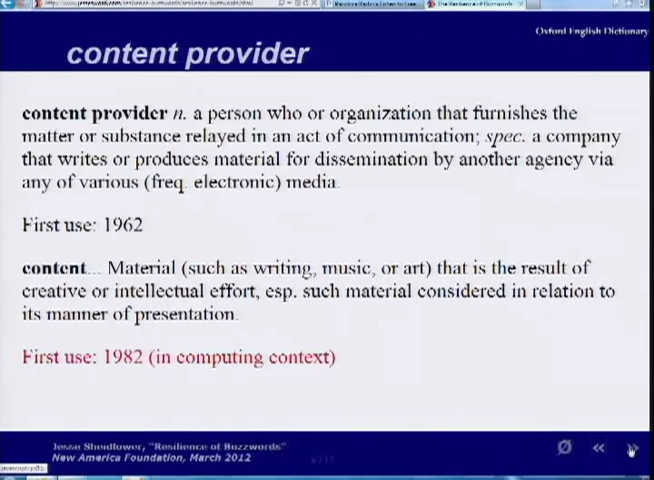 Oxford English Dictionary
content provider
content provider n. a person who or organization that furnishes the
matter or substance relayed in an act of communication; spec. a company
that writes or produces material for dissemination by another agency via
any of various (freq. electronic) media.
First use: 1962
content... Material (such as writing, music, or art) that is the result of
creative or intellectual effort, esp. such material considered in relation to
its manner of presentation.
First use: 1982 (in computing context)
Jesse Sheidlower, "Resilience of Buzzwords"
New America Foundation, March 2012